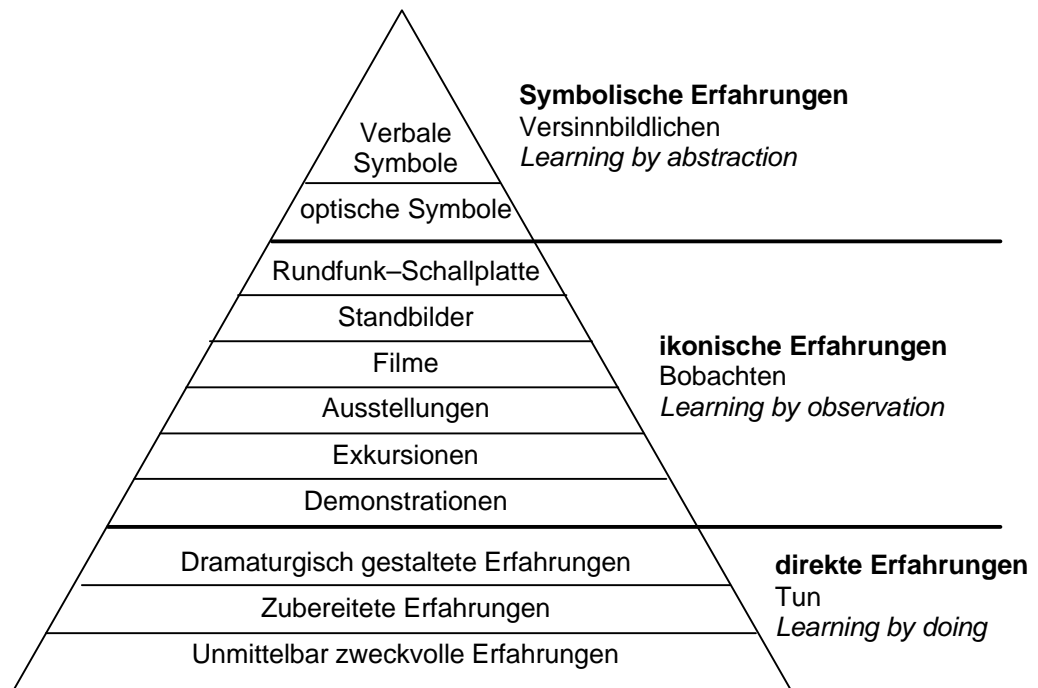 Verbale
Symbole
optische Symbole
Symbolische Erfahrungen
Versinnbildlichen
Learning by abstraction
Rundfunk–Schallplatte
Standbilder
Filme
Ausstellungen
Exkursionen
Demonstrationen
ikonische Erfahrungen
Bobachten
Learning by observation
Dramaturgisch gestaltete Erfahrungen
Zubereitete Erfahrungen
Unmittelbar zweckvolle Erfahrungen
direkte Erfahrungen
Tun
Learning by doing